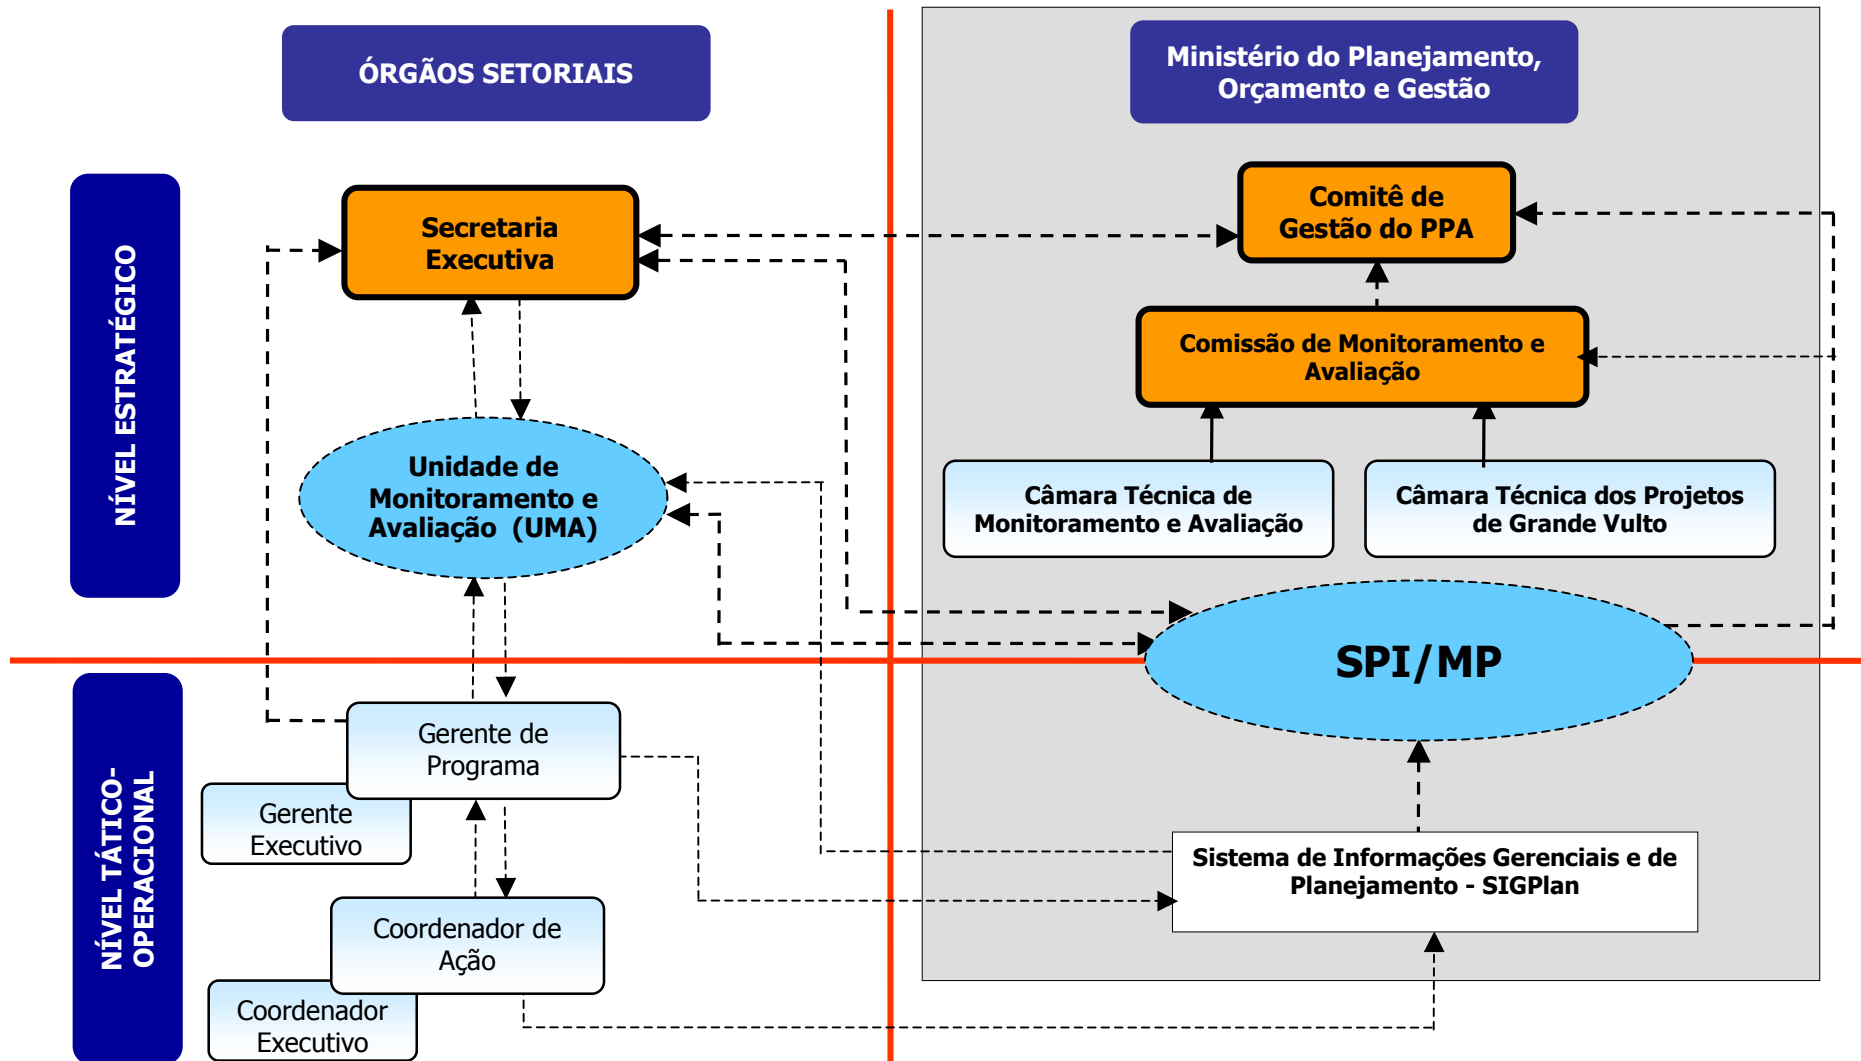 ÓRGÃOS SETORIAIS
Ministério do Planejamento,
Orçamento e Gestão
NÍVEL ESTRATÉGICO
Secretaria
Executiva
Comitê de
Gestão do PPA
Comissão de Monitoramento e
Avaliação
Unidade de
Monitoramento e
Avaliação (UMA)
Câmara Técnica de
Monitoramento e Avaliação
Câmara Técnica dos Projetos
de Grande Vulto
SPI/MP
NÍVEL TÁTICO-
OPERACIONAL
Gerente de
Programa
Gerente
Executivo
Sistema de Informações Gerenciais e de
Planejamento - SIGPlan
Coordenador de
Ação
Coordenador
Executivo